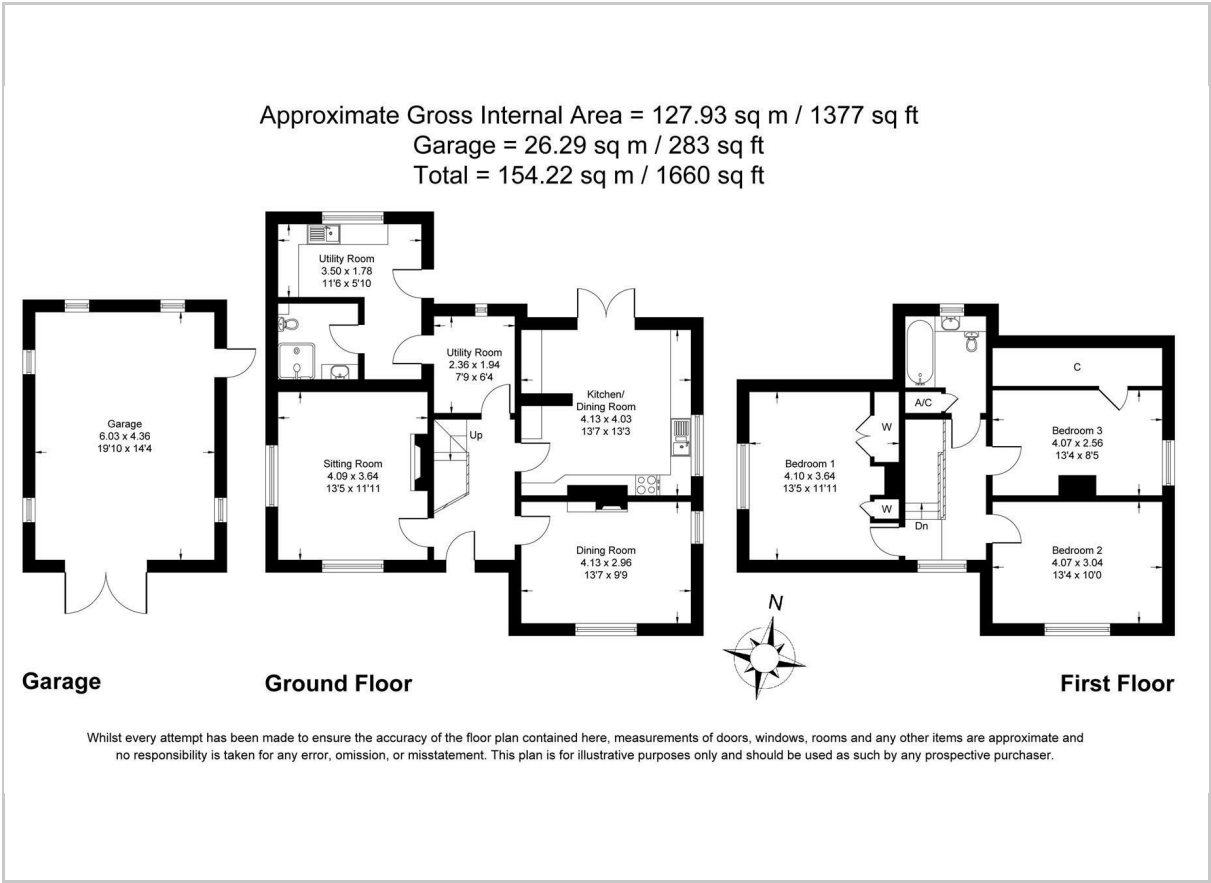 Approximate Gross Internal Area = 127.93 sq m / 1377 sq ft
Garage = 26.29 sq m / 283 sq ft
Total = 154.22 sq m / 1660 sq ft
Garage
6.03 x 4.36
19'10 x 14'4
Utility Room
3.50 x 1.78
11'6 x 5'10
Utility Room
2.36 x 1.94
7'9 x 6'4
Kitchen/
Dining Room
4.13 x 4.03
13'7 x 13'3
Up
Sitting Room
4.09 x 3.64
13'5 x 11'11
Dining Room
4.13 x 2.96
13'7 x 9'9
C
A/C
W
Bedroom 3
4.07 x 2.56
13'4 x 8'5
Bedroom 1
4.10 x 3.64
13'5 x 11'11
W
Dn
Bedroom 2
4.07 x 3.04
13'4 x 10'0
N
Garage
Ground Floor
First Floor
Whilst every attempt has been made to ensure the accuracy of the floor plan contained here, measurements of doors, windows, rooms and any other items are approximate and
no responsibility is taken for any error, omission, or misstatement. This plan is for illustrative purposes only and should be used as such by any prospective purchaser.